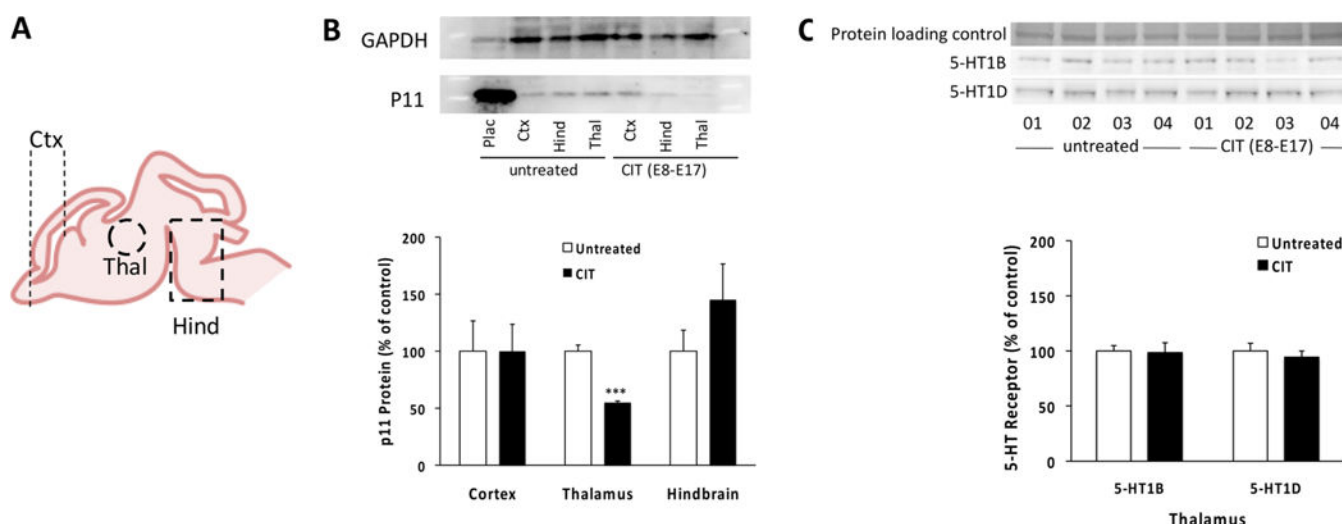 A
Ctx
Thal
Hind
B
GAPDH
P11
Plac
Ctx
Hind
Thal
Ctx
Hind
Thal
untreated
CIT (E8-E17)
p11 Protein (% of control)
200
150
100
50
0
Untreated
CIT
***
Cortex Thalamus Hindbrain
C
Protein loading control
5-HT1B
5-HT1D
01 02 03 04 01 02 03 04
untreated CIT (E8-E17)
5-HT Receptor (% of control)
200
150
100
50
0
Untreated
CIT
5-HT1B 5-HT1D
Thalamus